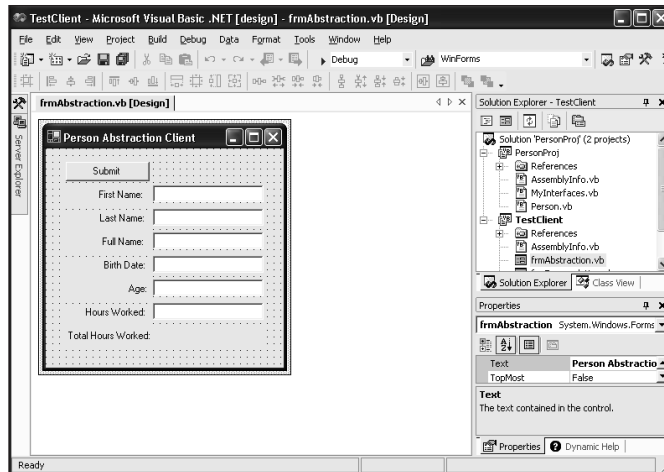 TestClient - Microsoft Visual Basic .NET [design] - frmAbstraction.vb [Design]
File Edit View Project Build Debug Data Format Tools Window Help
Debug
WinForms
frmAbstraction.vb [Design]
Server Explorer
Person Abstraction Client
Submit
First Name:
Last Name:
Full Name:
Birth Date:
Age:
Hours Worked:
Total Hours Worked:
Solution Explorer - TestClient
Solution 'PersonProj' (2 projects)
PersonProj
References
AssemblyInfo.vb
MyInterfaces.vb
Person.vb
TestClient
References
AssemblyInfo.vb
frmAbstraction.vb
Solution Explorer Class View
Properties
frmAbstraction System.Windows.Forms
Text Person Abstractio
TopMost False
Text
The text contained in the control.
Properties Dynamic Help
Ready